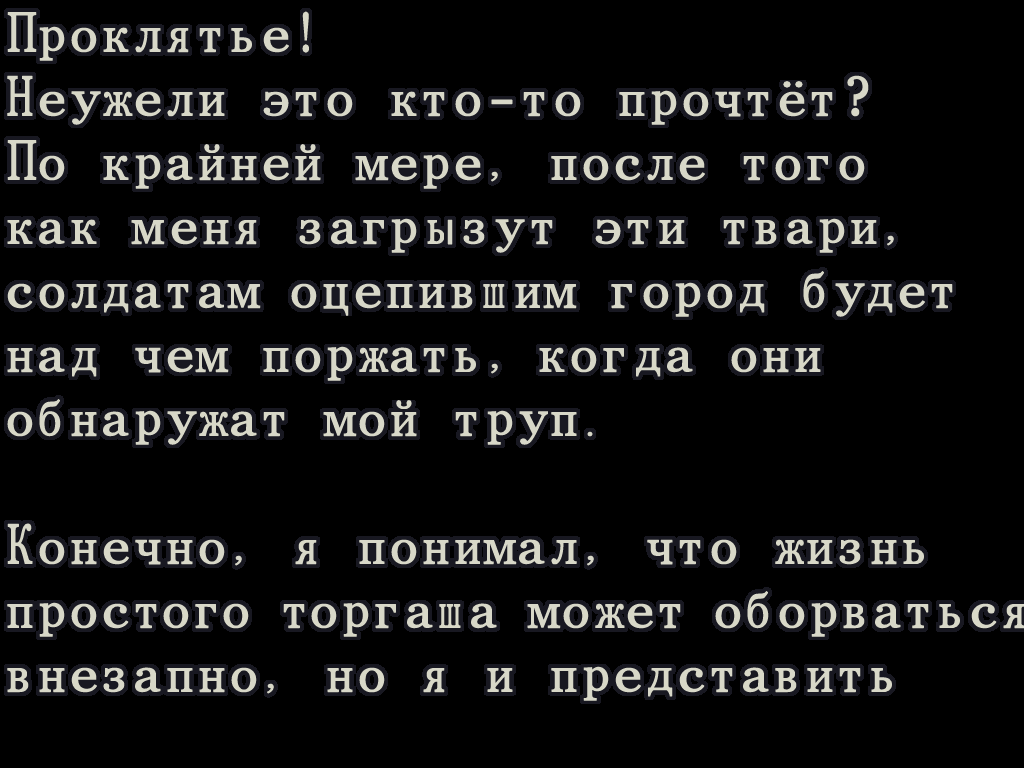 Проклятье!
Неужели это кто-то прочтёт?
По крайней мере, после того
как меня загрызут эти твари,
солдатам оцепившим город будет
над чем поржать, когда они
обнаружат мой труп.

Конечно, я понимал, что жизнь
простого торгаша может оборваться
внезапно, но я и представить